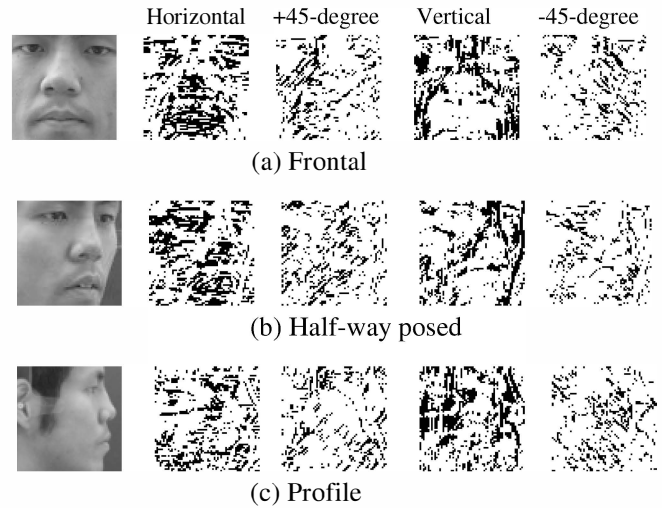 Horizontal +45-degree Vertical -45-degree
(a) Frontal
(b) Half-way posed
(c) Profile